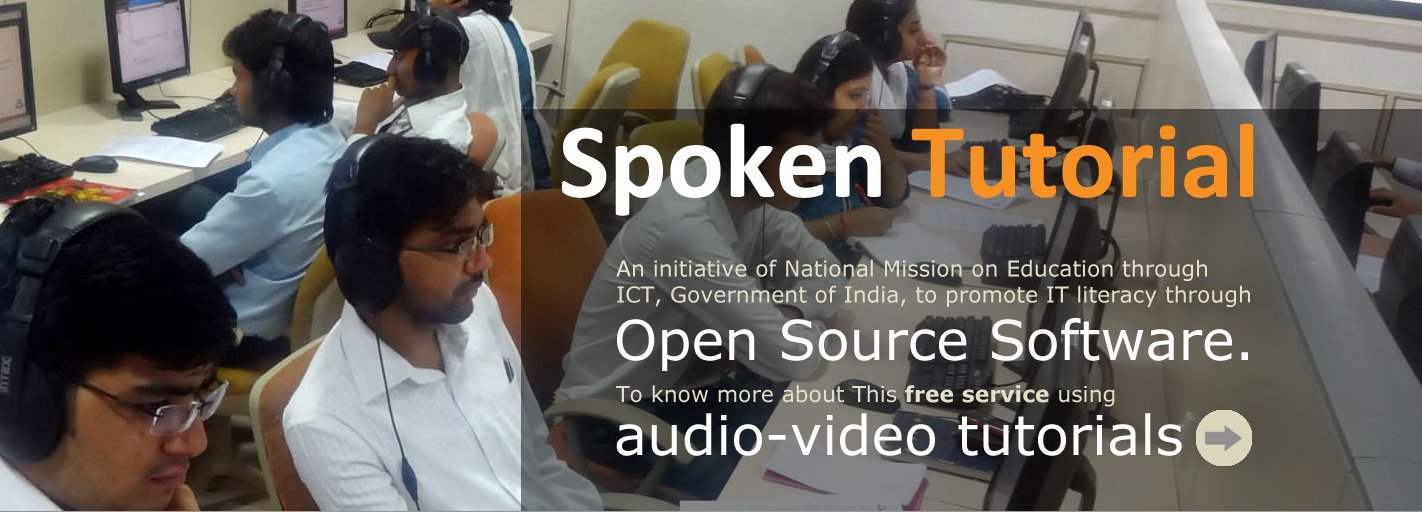 Spoken Tutorial
An initiative of National Mission on Education through
ICT, Government of India, to promote IT literacy through
Open Source Software.
To know more about This free service using
audio-video tutorials
INTEX